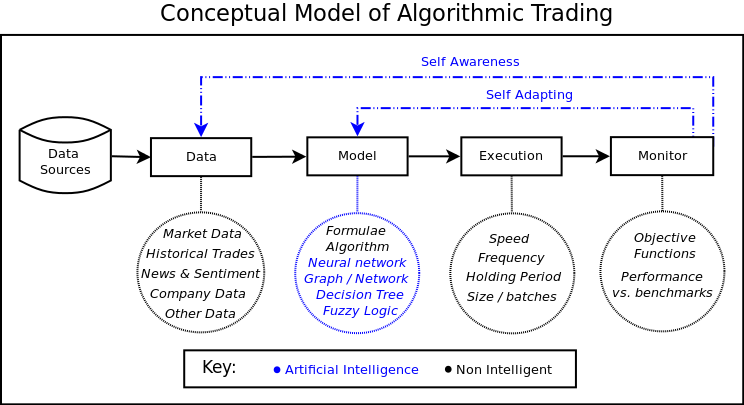 Conceptual Model of Algorithmic Trading
Self Awareness
Self Adapting
Data
Sources
Data
Model
Execution
Monitor
Market Data
Historical Trades
News & Sentiment
Company Data
Other Data
Formulae
Algorithm
Neural network
Graph / Network
Decision Tree
Fuzzy Logic
Speed
Frequency
Holding Period
Size / batches
Objective
Functions
Performance
vs. benchmarks
Key:
Artificial Intelligence
Non Intelligent